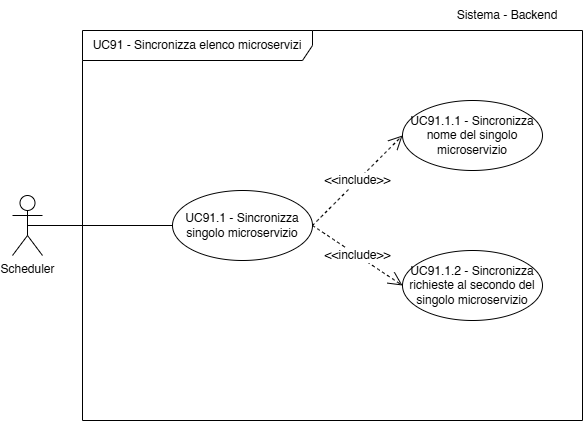 Sistema - Backend
UC91 - Sincronizza elenco microservizi
UC91.1.1 - Sincronizza
nome del singolo
microservizio
<<include>>
UC91.1 - Sincronizza
singolo microservizio
<<include>>
Scheduler
UC91.1.2 - Sincronizza
richieste al secondo del
singolo microservizio